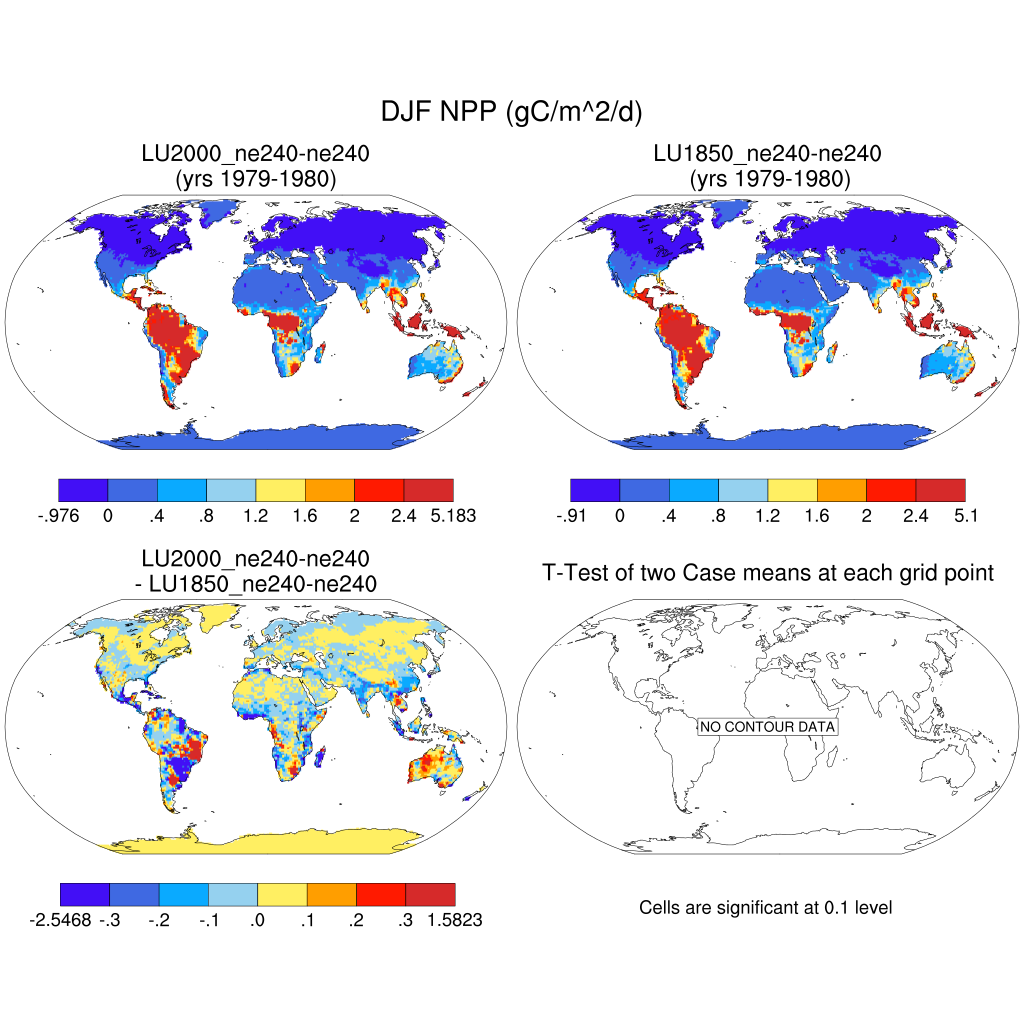 DJF NPP (gC/m^2/d)
LU2000_ne240-ne240
(yrs 1979-1980)
LU1850_ne240-ne240
(yrs 1979-1980)
-.976 0 .4 .8 1.2 1.6 2 2.4 5.183
-.91 0 .4 .8 1.2 1.6 2 2.4 5.1
LU2000_ne240-ne240
- LU1850_ne240-ne240
T-Test of two Case means at each grid point
NO CONTOUR DATA
-2.5468 -.3 -.2 -.1 .0 .1 .2 .3 1.5823
Cells are significant at 0.1 level